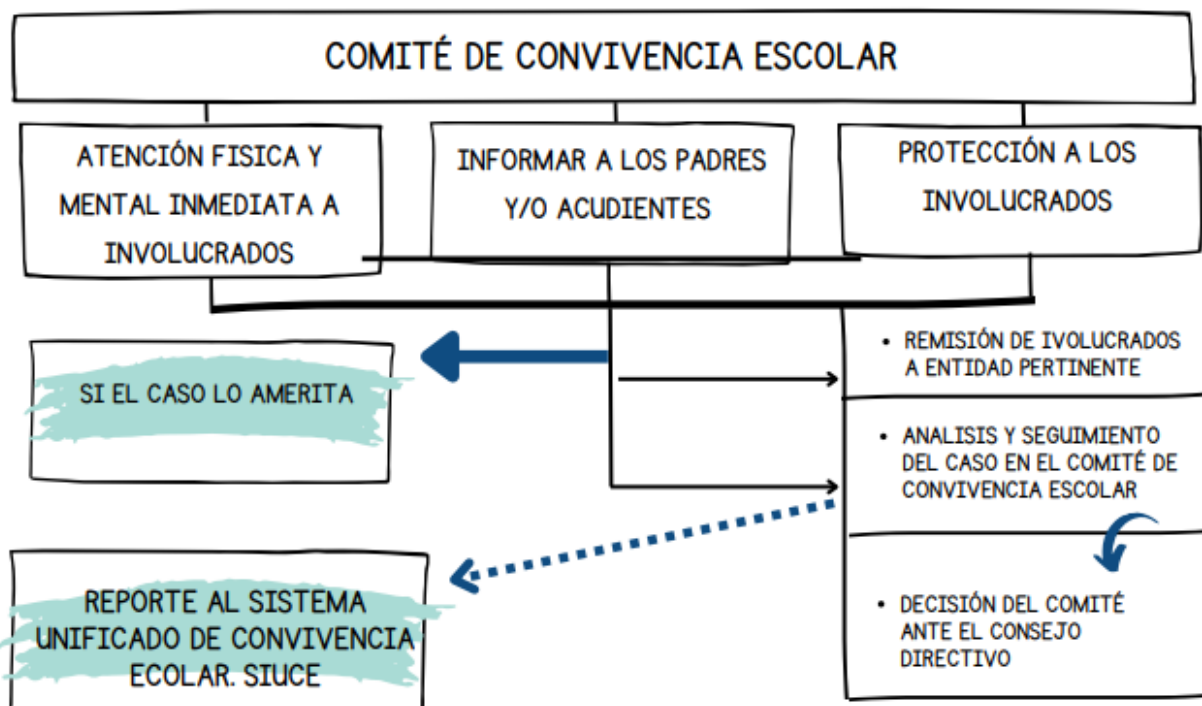 COMITÉ DE CONVIVENCIA ESCOLAR
ATENCIÓN FISICA Y
MENTAL INMEDIATA A
INVOLUCRADOS
INFORMAR A LOS PADRES
Y/O ACUDIENTES
PROTECCIÓN A LOS
INVOLUCRADOS
SI EL CASO LO AMERITA
• REMISIÓN DE IVOLUCRADOS
A ENTIDAD PERTINENTE
• ANALISIS Y SEGUIMIENTO
DEL CASO EN EL COMITÉ DE
CONVIVENCIA ESCOLAR
• DECISIÓN DEL COMITÉ
ANTE EL CONSEJO
DIRECTIVO
REPORTE AL SISTEMA
UNIFICADO DE CONVIVENCIA
ECOLAR. SIUCE